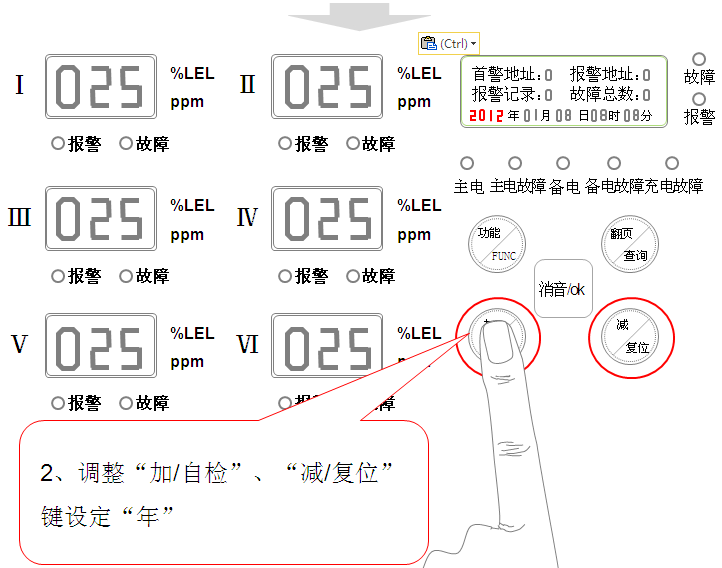 (Ctrl)
Ⅰ 025 %LEL ppm
报警 故障
Ⅱ 025 %LEL ppm
报警 故障
首警地址:0 报警地址:0
报警记录:0 故障总数:0
2012年01月08日08时08分
故障
报警
主电 主电故障 备电 备电故障 充电故障
Ⅲ 025 %LEL ppm
报警 故障
Ⅳ 025 %LEL ppm
报警 故障
功能
FUNC
翻页
查询
消音/ok
减
复位
Ⅴ 025 %LEL ppm
报警 故障
Ⅵ 025 %LEL ppm
故障
2、调整“加/自检”、“减/复位”
键设定“年”